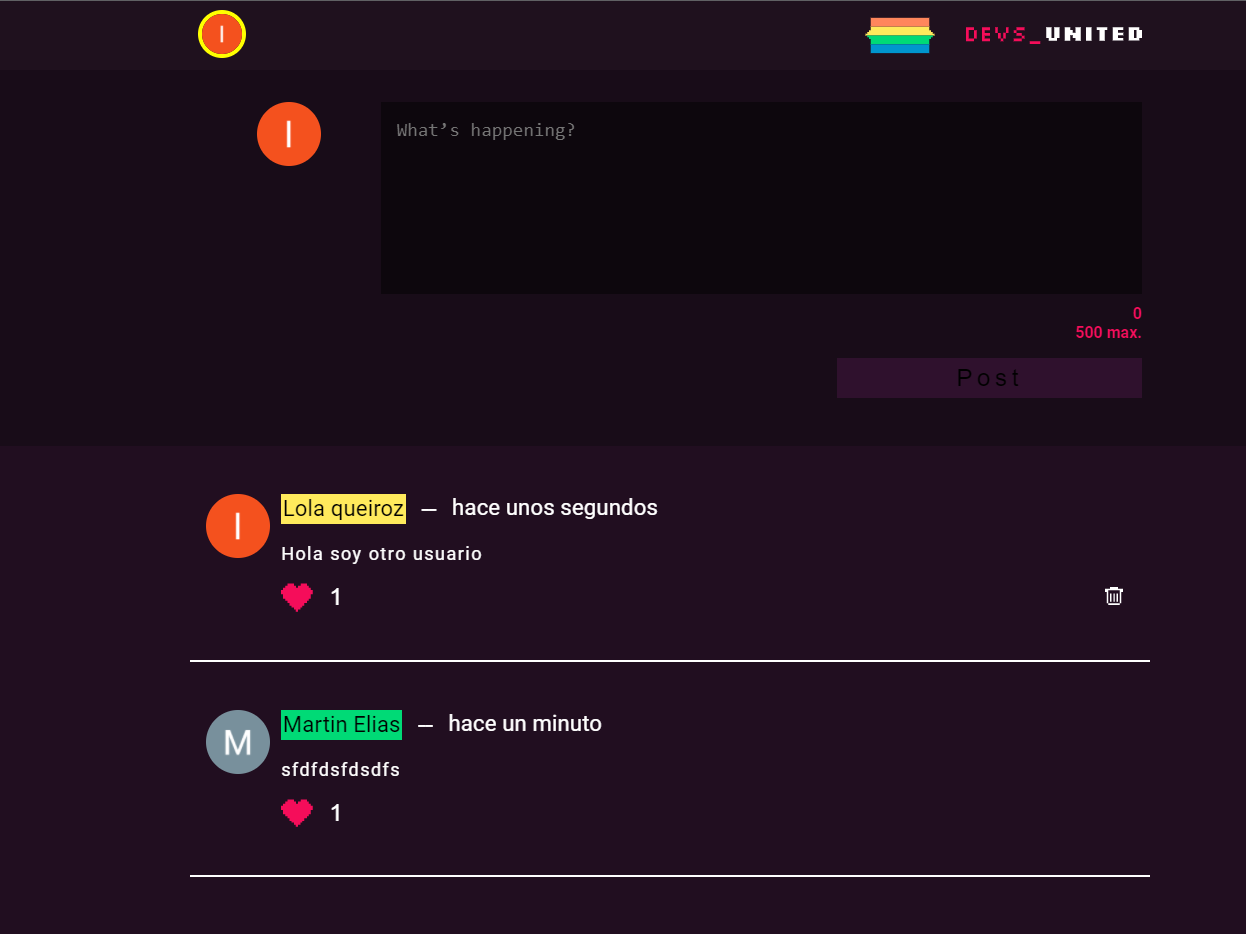 l
DEVS_UNITED
l
What’s happening?
0
500 max.
Post
l
Lola queiroz — hace unos segundos
Hola soy otro usuario
1
M
Martin Elias — hace un minuto
sfdfdsfdsdfs
1